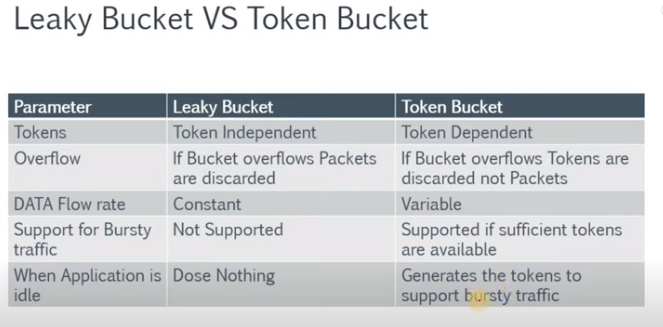 Leaky Bucket VS Token Bucket
Parameter Leaky Bucket Token Bucket
Tokens Token Independent Token Dependent
Overflow If Bucket overflows Packets If Bucket overflows Tokens are
are discarded discarded not Packets
DATA Flow rate Constant Variable
Support for Bursty Not Supported Supported if sufficient tokens
traffic are available
When Application is Dose Nothing Generates the tokens to
idle support bursty traffic